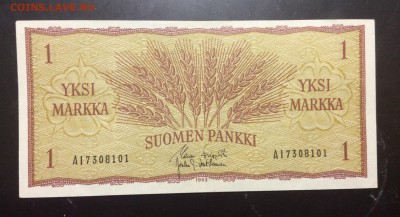 COINS.LAVE.RU
1 1
YKSI YKSI
MARKKA MARKKA
SUOMEN PANKKI
1 1
A17308101 A17308101
1963